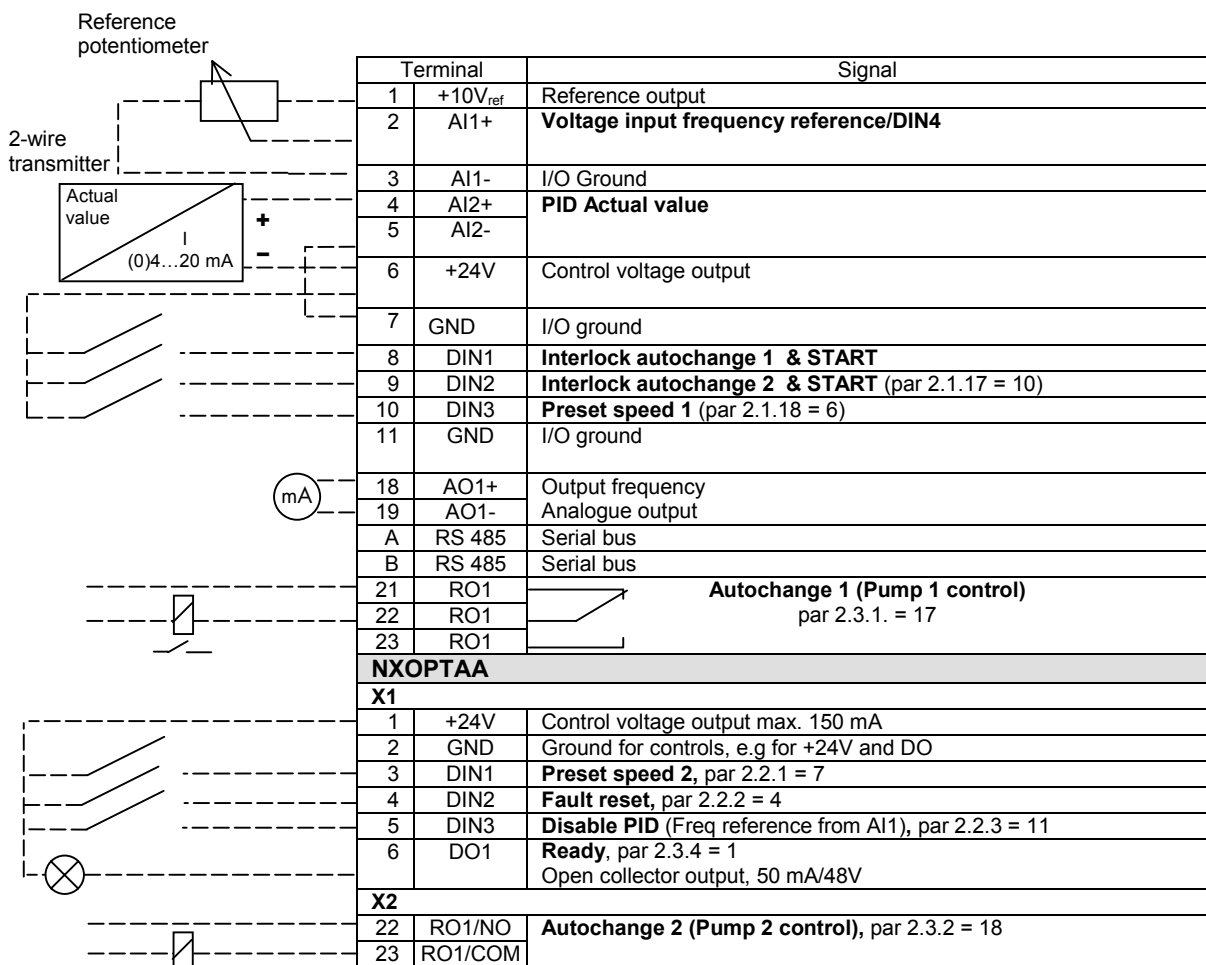 Reference
potentiometer
2-wire
transmitter
Actual
value
I
(0)4…20 mA
+
−
Terminal Signal
1 +10Vref Reference output
2 AI1+ Voltage input frequency reference/DIN4
3 AI1- I/O Ground
4 AI2+ PID Actual value
5 AI2-
6 +24V Control voltage output
7 GND I/O ground
8 DIN1 Interlock autochange 1 & START
9 DIN2 Interlock autochange 2 & START (par 2.1.17 = 10)
10 DIN3 Preset speed 1 (par 2.1.18 = 6)
11 GND I/O ground
mA
18 AO1+ Output frequency
19 AO1- Analogue output
A RS 485 Serial bus
B RS 485 Serial bus
21 RO1 Autochange 1 (Pump 1 control)
22 RO1 par 2.3.1. = 17
23 RO1
NXOPTAA
X1
1 +24V Control voltage output max. 150 mA
2 GND Ground for controls, e.g for +24V and DO
3 DIN1 Preset speed 2, par 2.2.1 = 7
4 DIN2 Fault reset, par 2.2.2 = 4
5 DIN3 Disable PID (Freq reference from AI1), par 2.2.3 = 11
6 DO1 Ready, par 2.3.4 = 1
Open collector output, 50 mA/48V
X2
22 RO1/NO Autochange 2 (Pump 2 control), par 2.3.2 = 18
23 RO1/COM